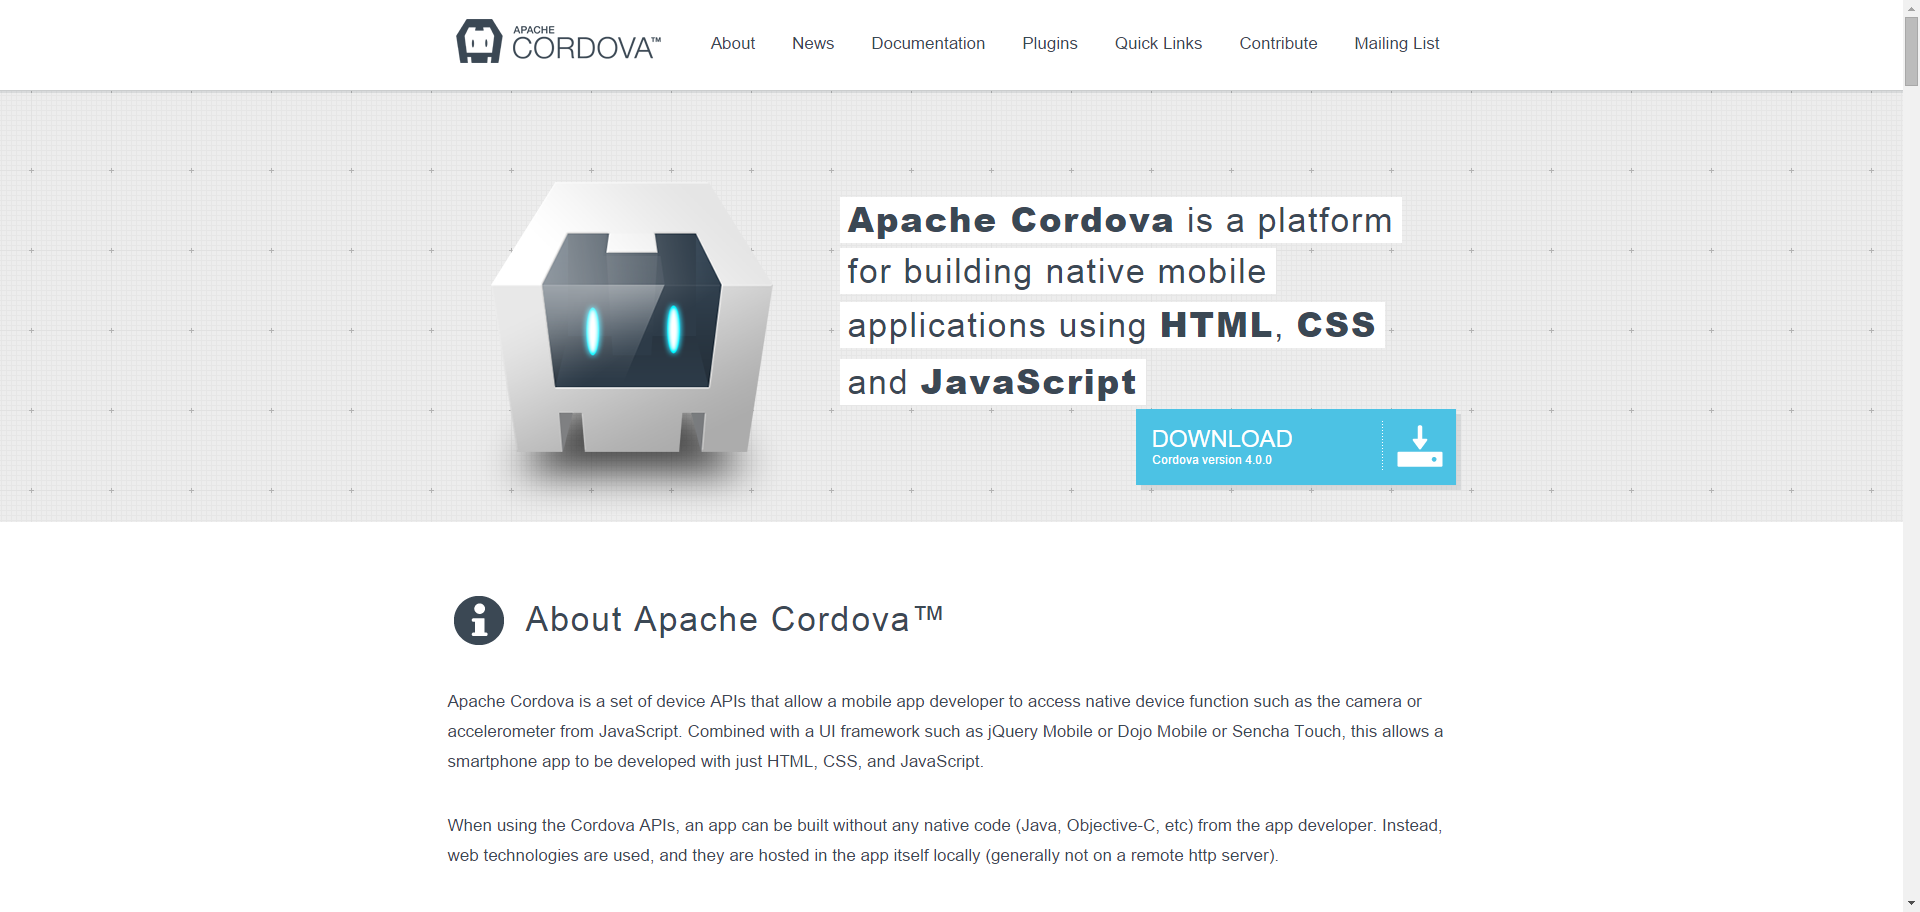 APACHE
CORDOVA™
About News Documentation Plugins Quick Links Contribute Mailing List
Apache Cordova is a platform
for building native mobile
applications using HTML, CSS
and JavaScript
DOWNLOAD
Cordova version 4.0.0
About Apache Cordova™
Apache Cordova is a set of device APIs that allow a mobile app developer to access native device function such as the camera or
accelerometer from JavaScript. Combined with a UI framework such as jQuery Mobile or Dojo Mobile or Sencha Touch, this allows a
smartphone app to be developed with just HTML, CSS, and JavaScript.
When using the Cordova APIs, an app can be built without any native code (Java, Objective-C, etc) from the app developer. Instead,
web technologies are used, and they are hosted in the app itself locally (generally not on a remote http server).